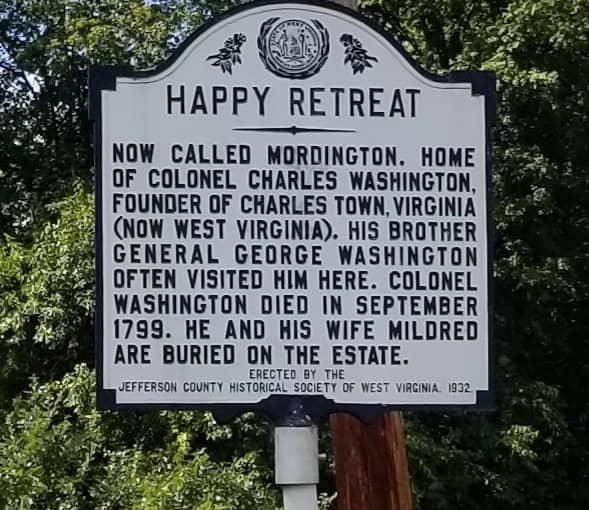 HAPPY RETREAT
NOW CALLED MORDINGTON. HOME
OF COLONEL CHARLES WASHINGTON,
FOUNDER OF CHARLES TOWN, VIRGINIA
(NOW WEST VIRGINIA). HIS BROTHER
GENERAL GEORGE WASHINGTON
OFTEN VISITED HIM HERE. COLONEL
WASHINGTON DIED IN SEPTEMBER
1799. HE AND HIS WIFE MILDRED
ARE BURIED ON THE ESTATE.
ERECTED BY THE
JEFFERSON COUNTY HISTORICAL SOCIETY OF WEST VIRGINIA. 1932.